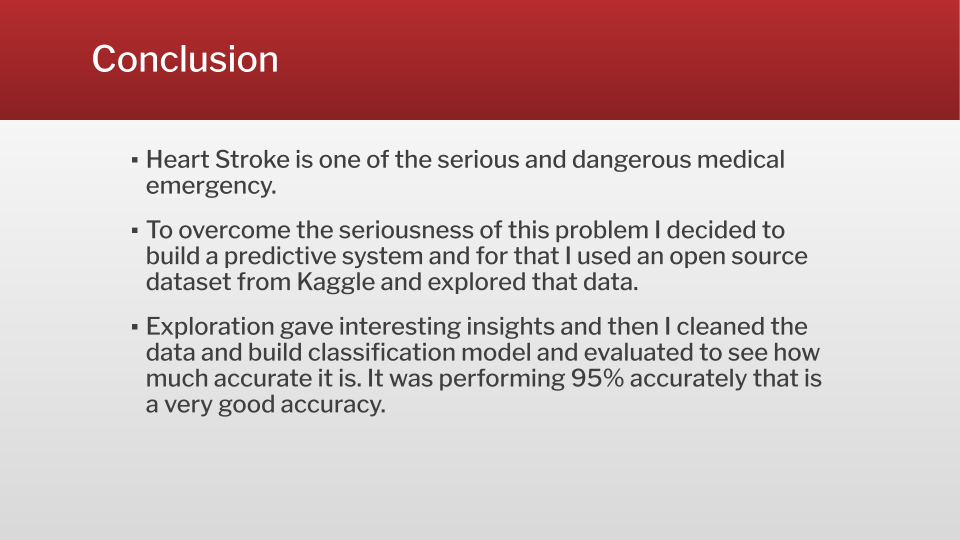 Conclusion
▪ Heart Stroke is one of the serious and dangerous medical
emergency.
▪ To overcome the seriousness of this problem I decided to
build a predictive system and for that I used an open source
dataset from Kaggle and explored that data.
▪ Exploration gave interesting insights and then I cleaned the
data and build classification model and evaluated to see how
much accurate it is. It was performing 95% accurately that is
a very good accuracy.